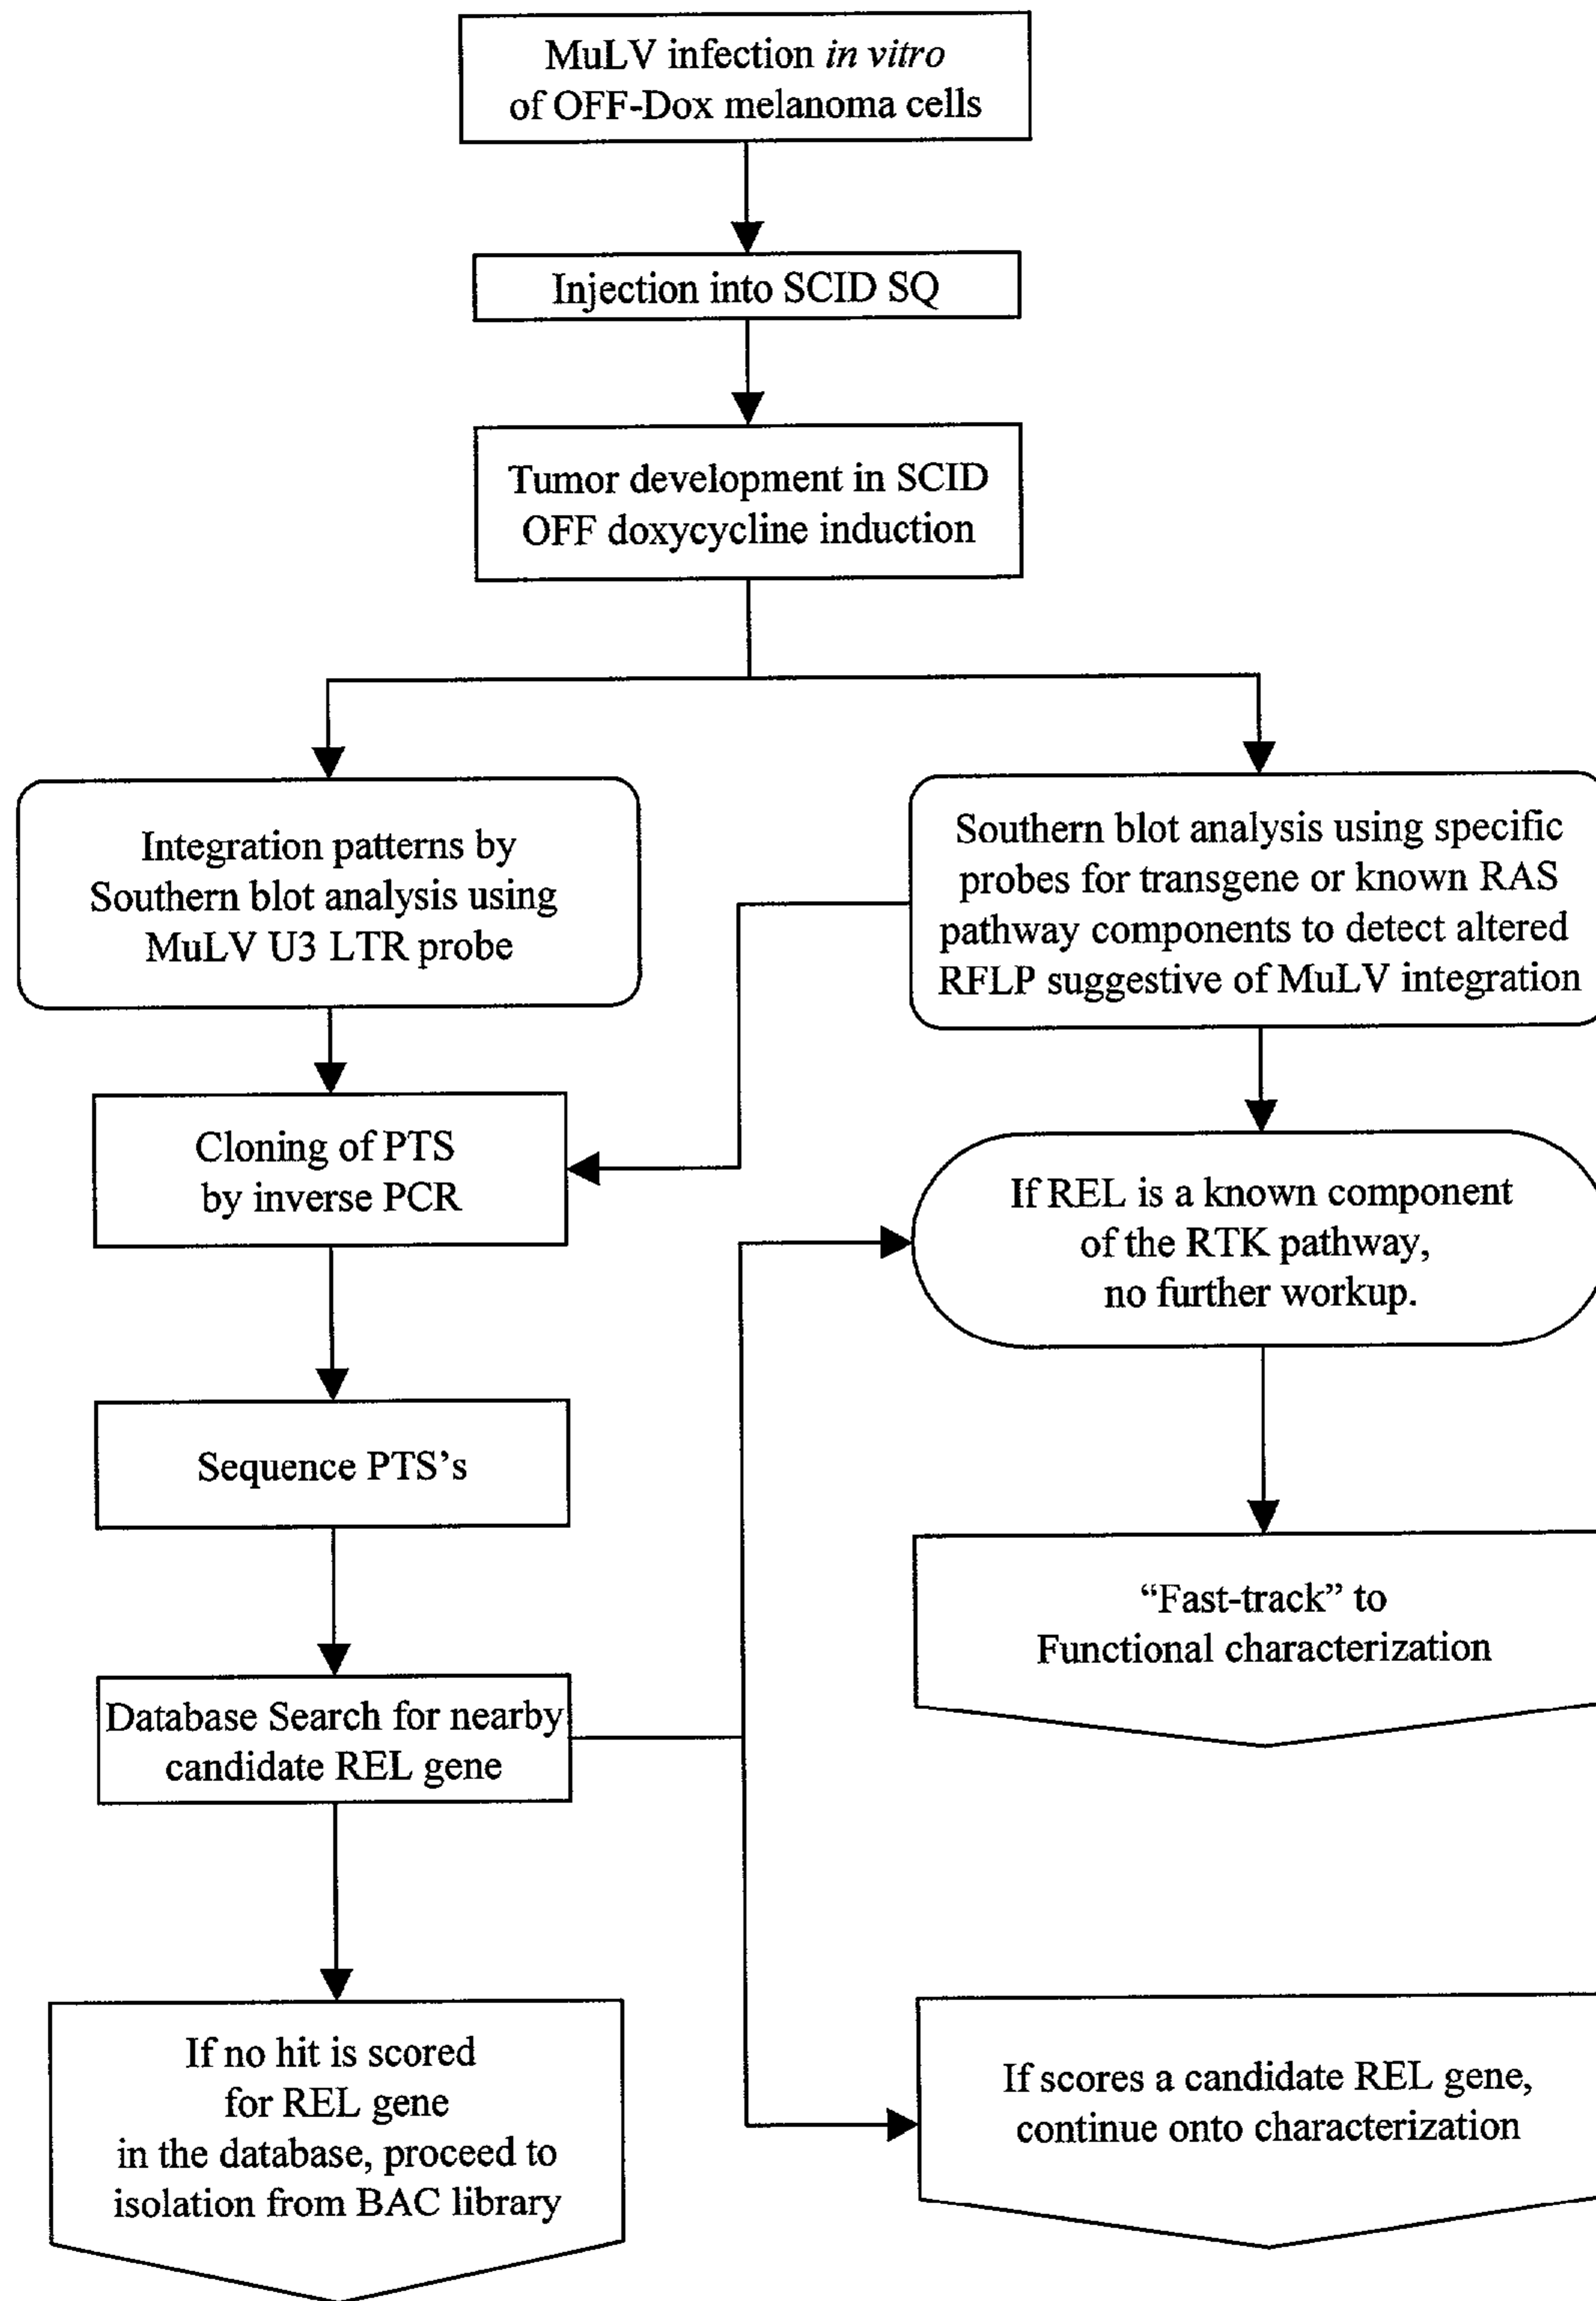 MuLV infection in vitro
of OFF-Dox melanoma cells
Injection into SCID SQ
Tumor development in SCID
OFF doxycycline induction
Integration patterns by
Southern blot analysis using
MuLV U3 LTR probe
Southern blot analysis using specific
probes for transgene or known RAS
pathway components to detect altered
RFLP suggestive of MuLV integration
Cloning of PTS
by inverse PCR
If REL is a known component
of the RTK pathway,
no further workup.
Sequence PTS’s
“Fast-track” to
Functional characterization
Database Search for nearby
candidate REL gene
If no hit is scored
for REL gene
in the database, proceed to
isolation from BAC library
If scores a candidate REL gene,
continue onto characterization